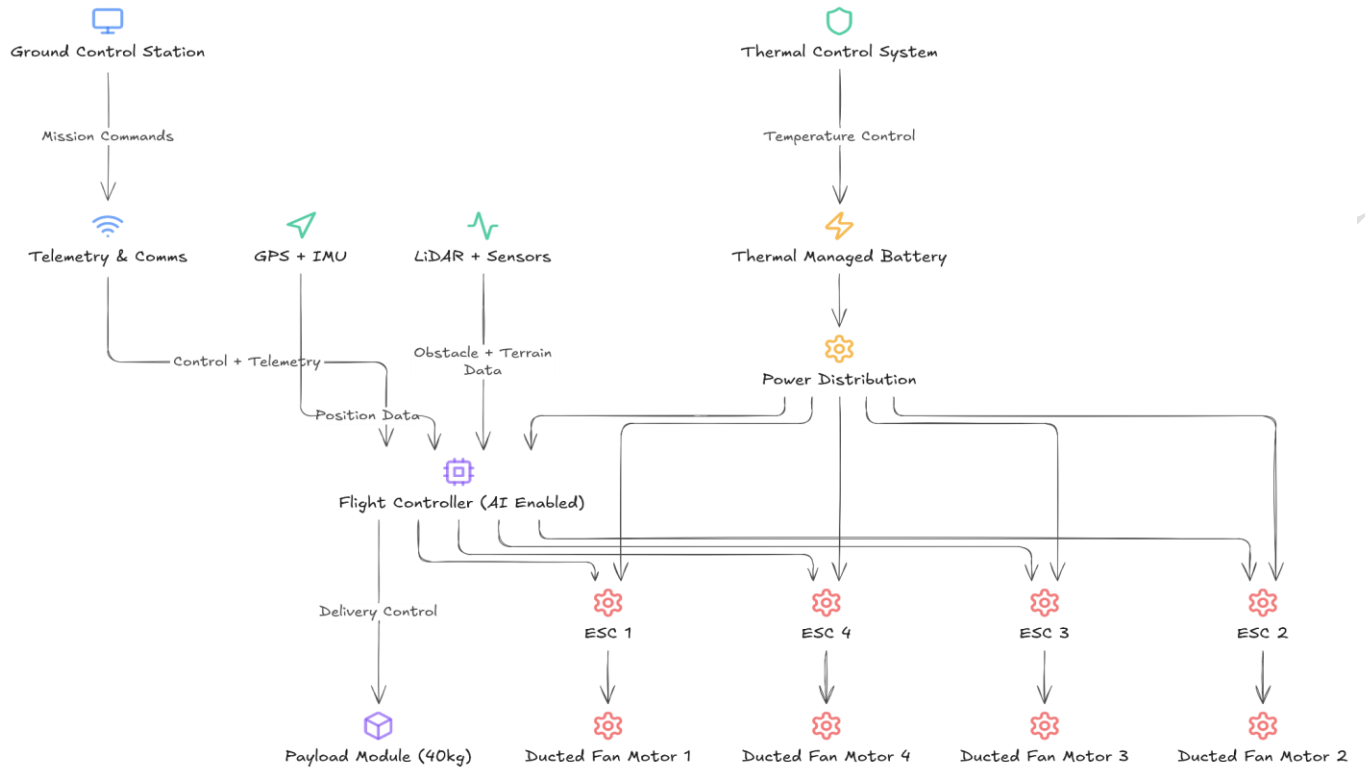 Ground Control Station
Thermal Control System
Mission Commands
Temperature Control
Telemetry & Comms
GPS + IMU
LiDAR + Sensors
Thermal Managed Battery
Control + Telemetry
Obstacle + Terrain
Data
Power Distribution
Position Data
Flight Controller (AI Enabled)
Delivery Control
ESC 1
ESC 4
ESC 3
ESC 2
Payload Module (40kg)
Ducted Fan Motor 1
Ducted Fan Motor 4
Ducted Fan Motor 3
Ducted Fan Motor 2